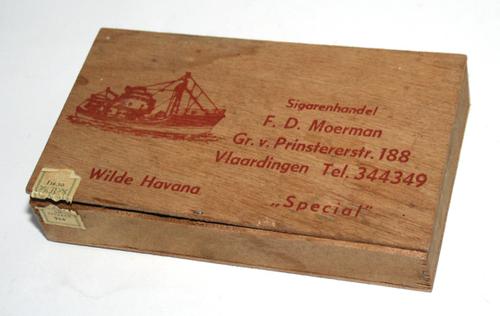 Sigarenhandel
F. D. Moerman
Gr. v. Prinstererstr. 188
Vlaardingen Tel. 344349
Wilde Havana
„Special”